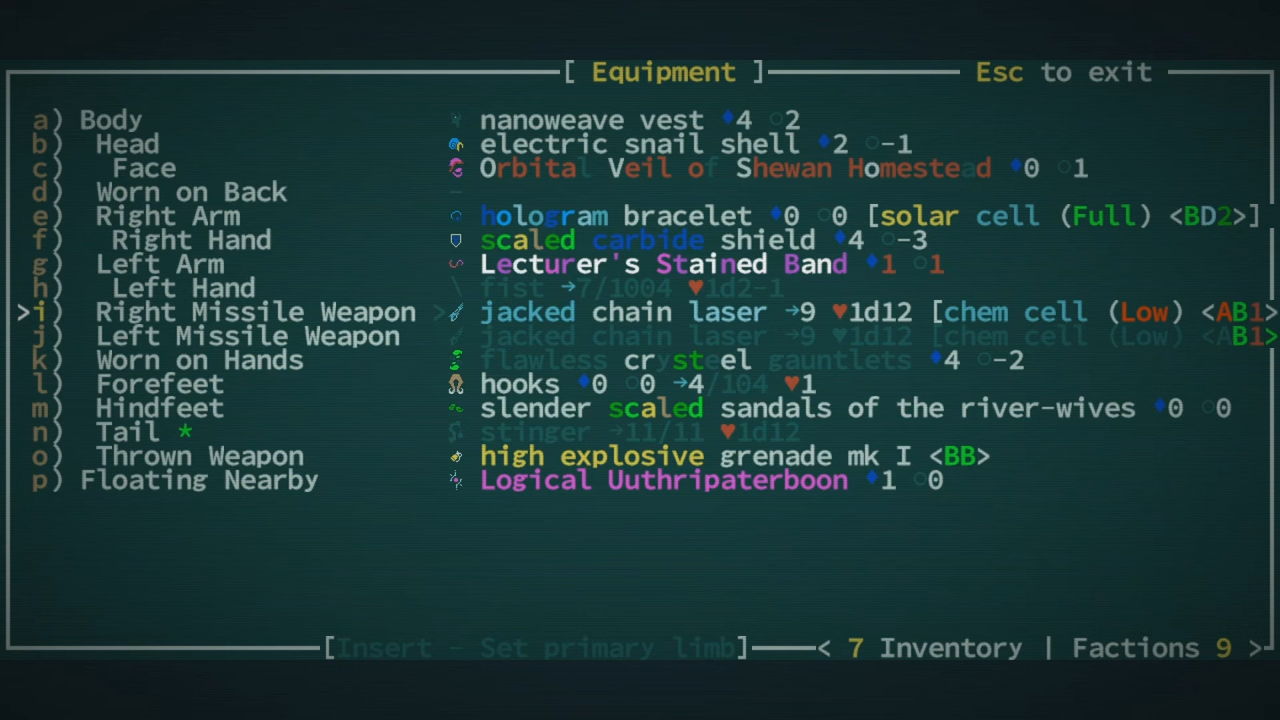 [ Equipment ] Esc to exit
a) Body nanoweave vest ♦4 ○2
b) Head electric snail shell ♦2 ○-1
c) Face Orbital Veil of Shewan Homestead ♦0 ○1
d) Worn on Back -
e) Right Arm hologram bracelet ♦0 ○0 [solar cell (Full) <BD2>]
f) Right Hand scaled carbide shield ♦4 ○-3
g) Left Arm Lecturer's Stained Band ♦1 ○1
h) Left Hand fist →7/1004 ♥1d2-1
>i) Right Missile Weapon > jacked chain laser →9 ♥1d12 [chem cell (Low) <AB1>
j) Left Missile Weapon jacked chain laser →9 ♥1d12 [chem cell (Low) <AB1>
k) Worn on Hands flawless crysteel gauntlets ♦4 ○-2
l) Forefeet hooks ♦0 ○0 →4/104 ♥1
m) Hindfeet slender scaled sandals of the river-wives ♦0 ○0
n) Tail * stinger →11/11 ♥1d12
o) Thrown Weapon high explosive grenade mk I <BB>
p) Floating Nearby Logical Uuthripaterboon ♦1 ○0
[Insert - Set primary limb] < 7 Inventory | Factions 9 >